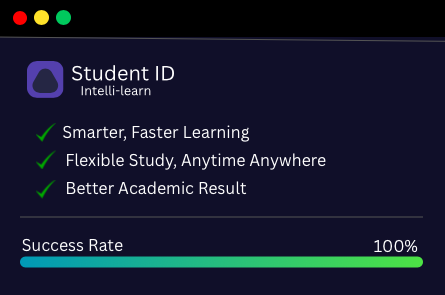 Student ID
Intelli-learn
Smarter, Faster Learning
Flexible Study, Anytime Anywhere
Better Academic Result
Success Rate 100%